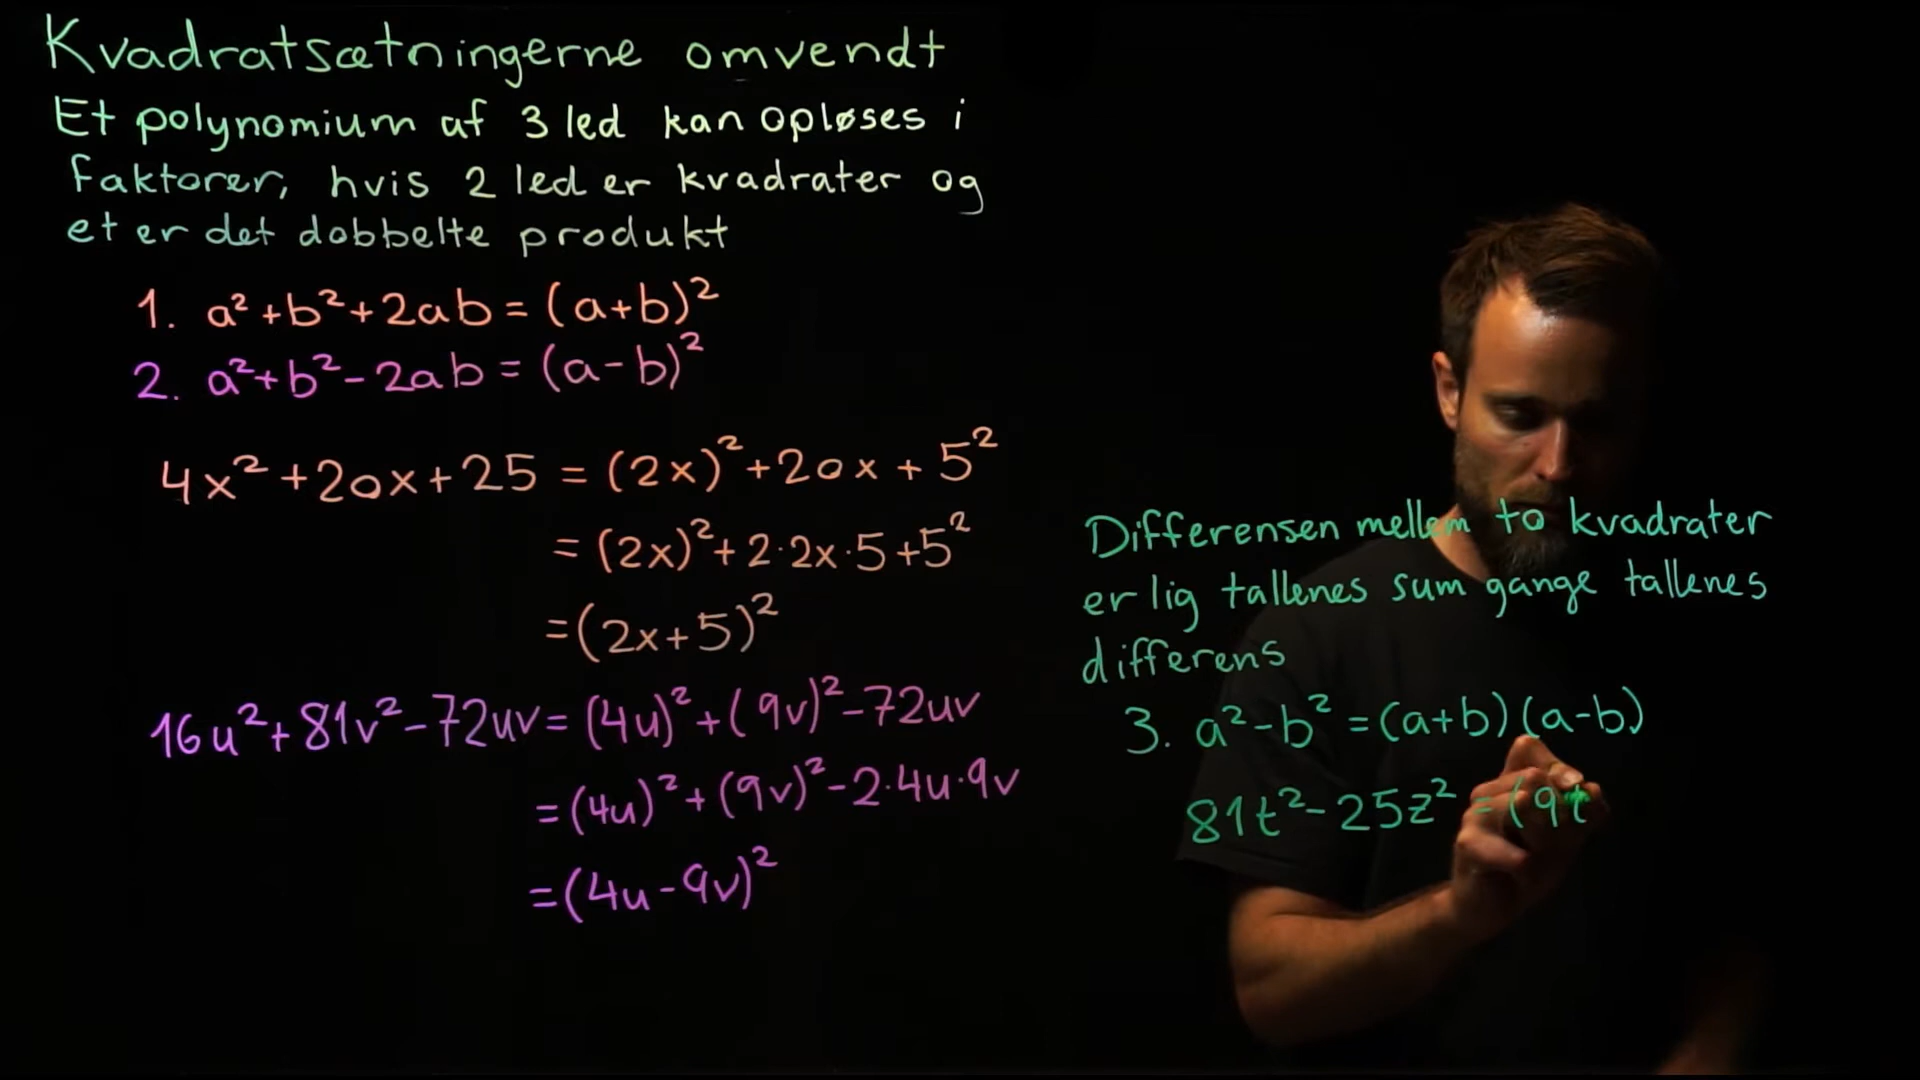 Kvadratsætningerne omvendt
Et polynomium af 3 led kan opløses i
faktorer, hvis 2 led er kvadrater og
et er det dobbelte produkt
1. a²+b²+2ab=(a+b)²
2. a²+b²-2ab=(a-b)²
4x²+20x+25 = (2x)²+20x+5²
= (2x)²+2·2x·5+5²
=(2x+5)²
16u²+81v²-72uv=(4u)²+(9v)²-72uv
=(4u)²+(9v)²-2·4u·9v
=(4u-9v)²
Differensen mellem to kvadrater
er lig tallenes sum gange tallenes
differens
3. a²-b²=(a+b)(a-b)
81t²-25z²=(9t